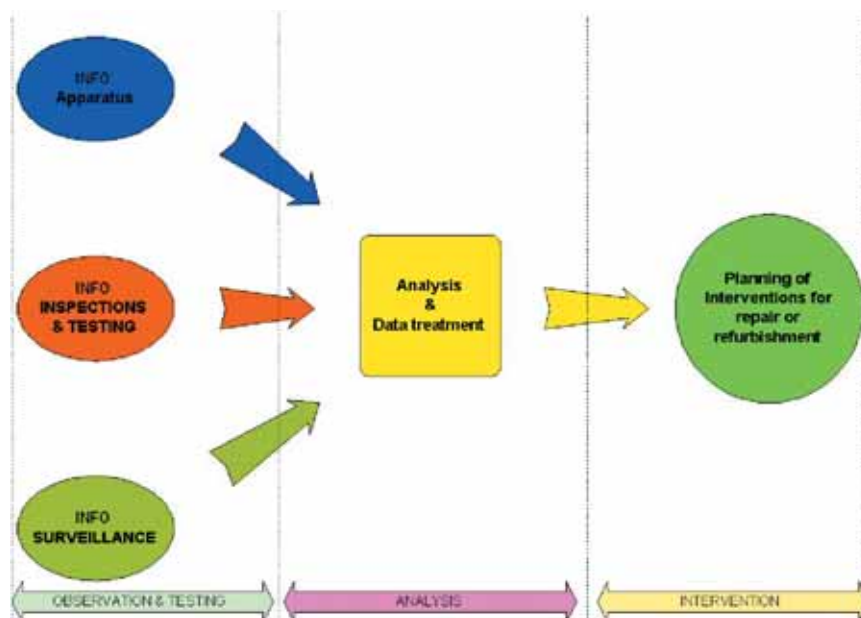 INFO
Apparatus
INFO
INSPECTIONS
& TESTING
INFO
SURVEILLANCE
Analysis
&
Data treatment
Planning of
Interventions for
repair or
refurbishment
OBSERVATION & TESTING
ANALYSIS
INTERVENTION